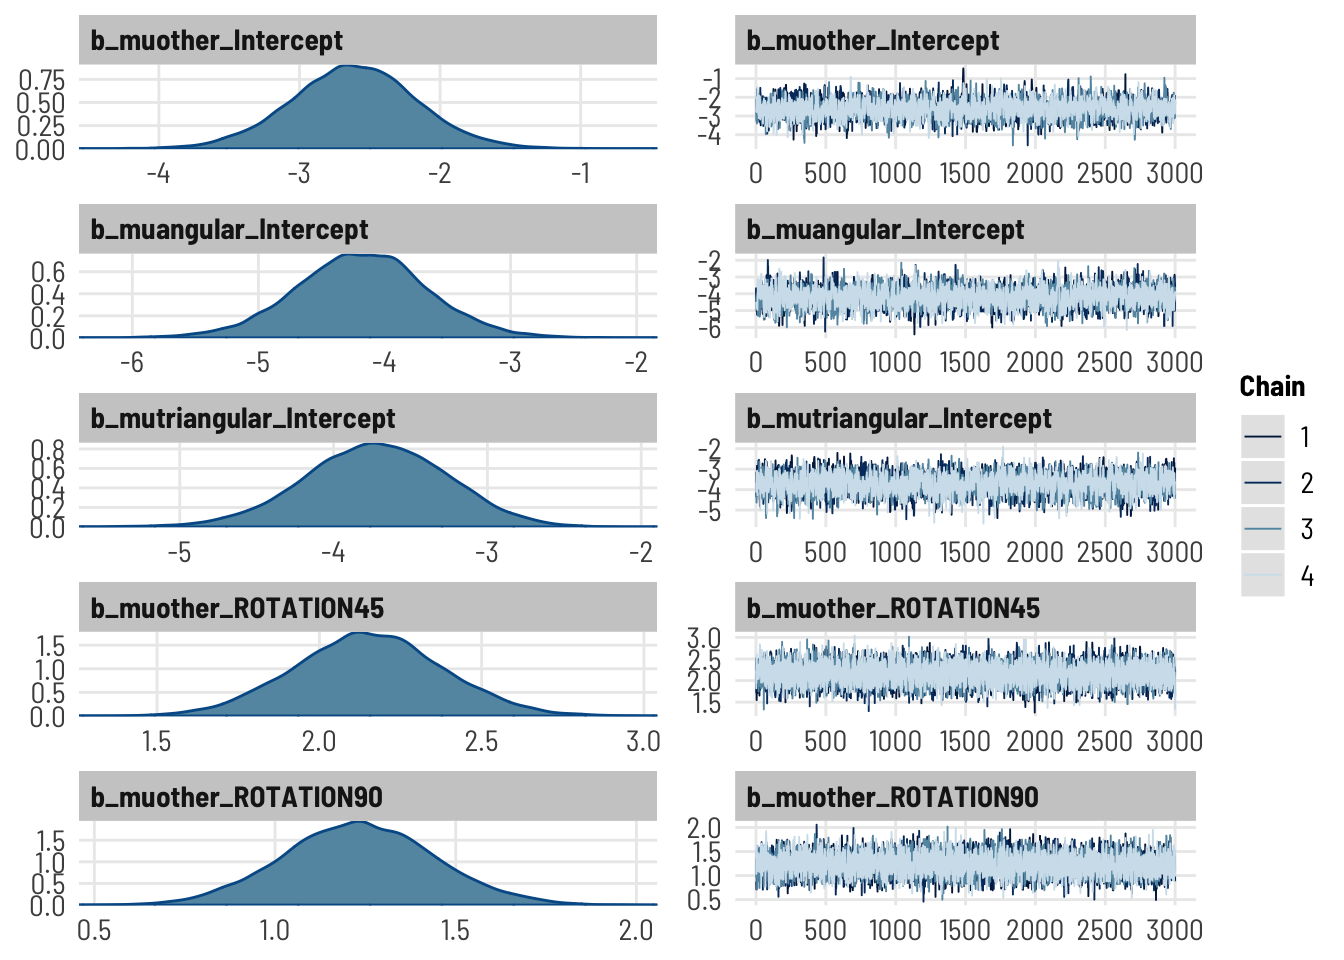 b_muother_Intercept
0.75
0.50
0.25
0.00
-4 -3 -2 -1
b_muother_Intercept
-1
-2
-3
-4
0 500 1000 1500 2000 2500 3000
b_muangular_Intercept
0.6
0.4
0.2
0.0
-6 -5 -4 -3 -2
b_muangular_Intercept
-2
-3
-4
-5
-6
0 500 1000 1500 2000 2500 3000
b_mutriangular_Intercept
0.8
0.6
0.4
0.2
0.0
-5 -4 -3 -2
b_mutriangular_Intercept
-2
-3
-4
-5
0 500 1000 1500 2000 2500 3000
b_muother_ROTATION45
1.5
1.0
0.5
0.0
1.5 2.0 2.5 3.0
b_muother_ROTATION45
3.0
2.5
2.0
1.5
0 500 1000 1500 2000 2500 3000
b_muother_ROTATION90
1.5
1.0
0.5
0.0
0.5 1.0 1.5 2.0
b_muother_ROTATION90
2.0
1.5
1.0
0.5
0 500 1000 1500 2000 2500 3000
Chain
1
2
3
4